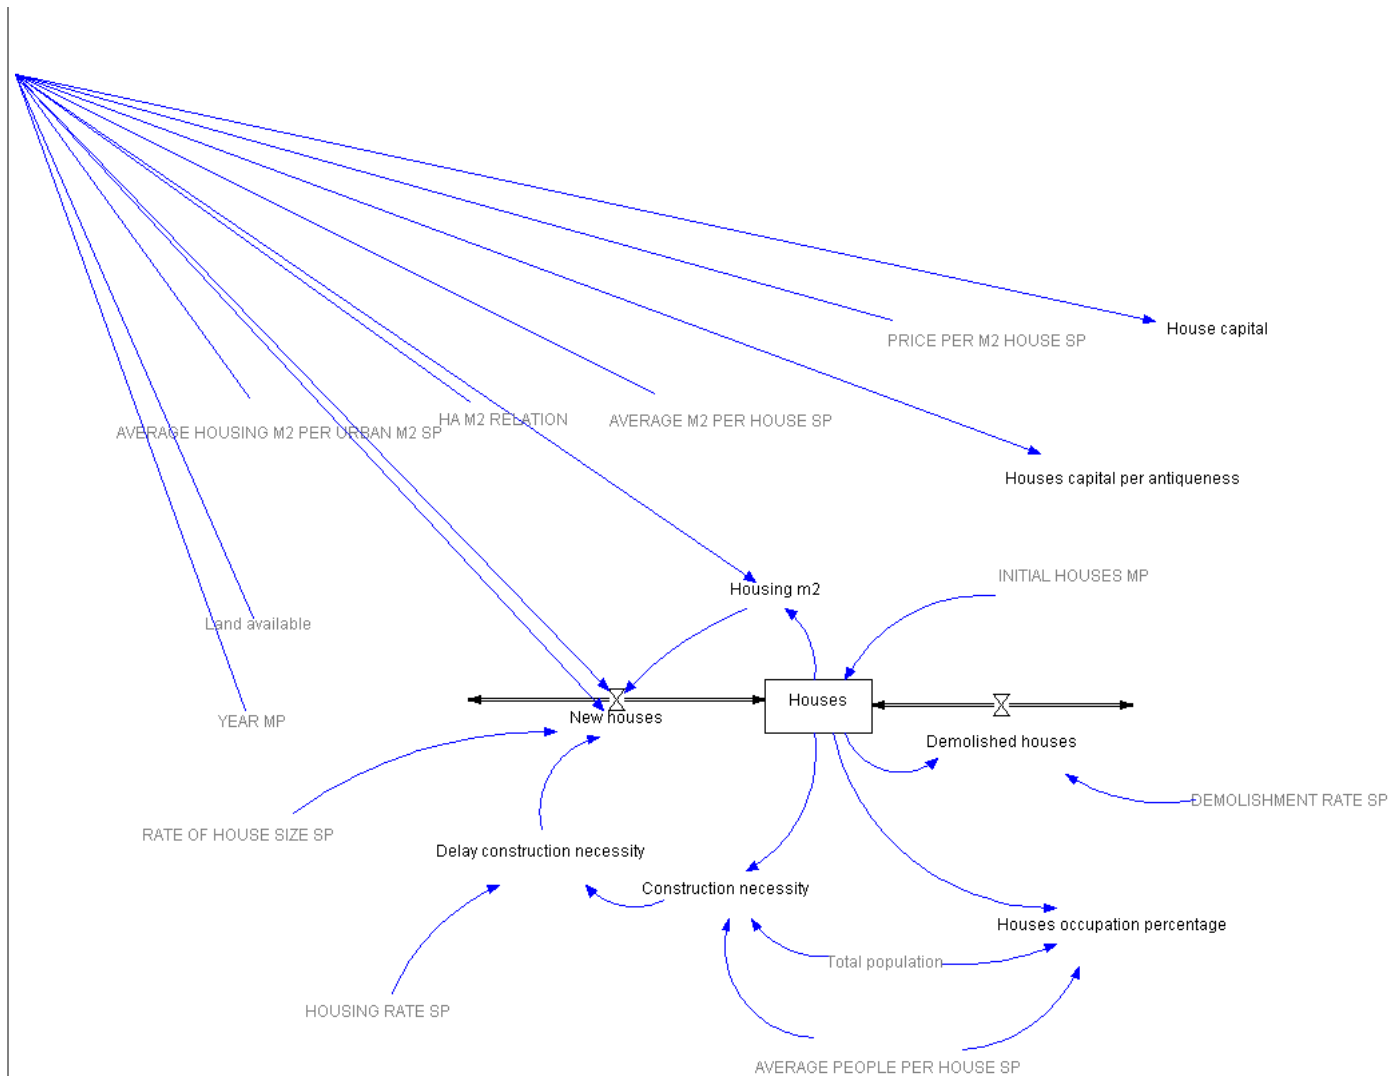 House capital
PRICE PER M2 HOUSE SP
HA M2 RELATION
AVERAGE M2 PER HOUSE SP
AVERAGE HOUSING M2 PER URBAN M2 SP
Houses capital per antiqueness
INITIAL HOUSES MP
Housing m2
Land available
Houses
New houses
YEAR MP
Demolished houses
DEMOLISHMENT RATE SP
RATE OF HOUSE SIZE SP
Delay construction necessity
Construction necessity
Houses occupation percentage
Total population
HOUSING RATE SP
AVERAGE PEOPLE PER HOUSE SP